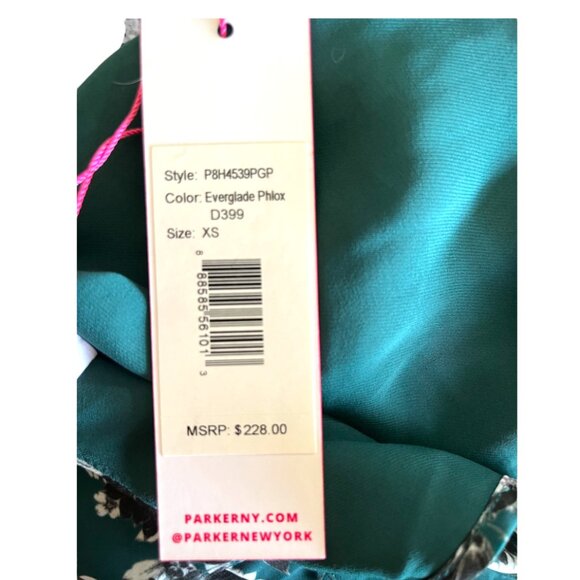 Style: P8H4539PGP
Color: Everglade Phlox
D399
Size: XS
8 88585 56101 3
MSRP: $228.00
PARKERNY.COM
@PARKERNEWYORK